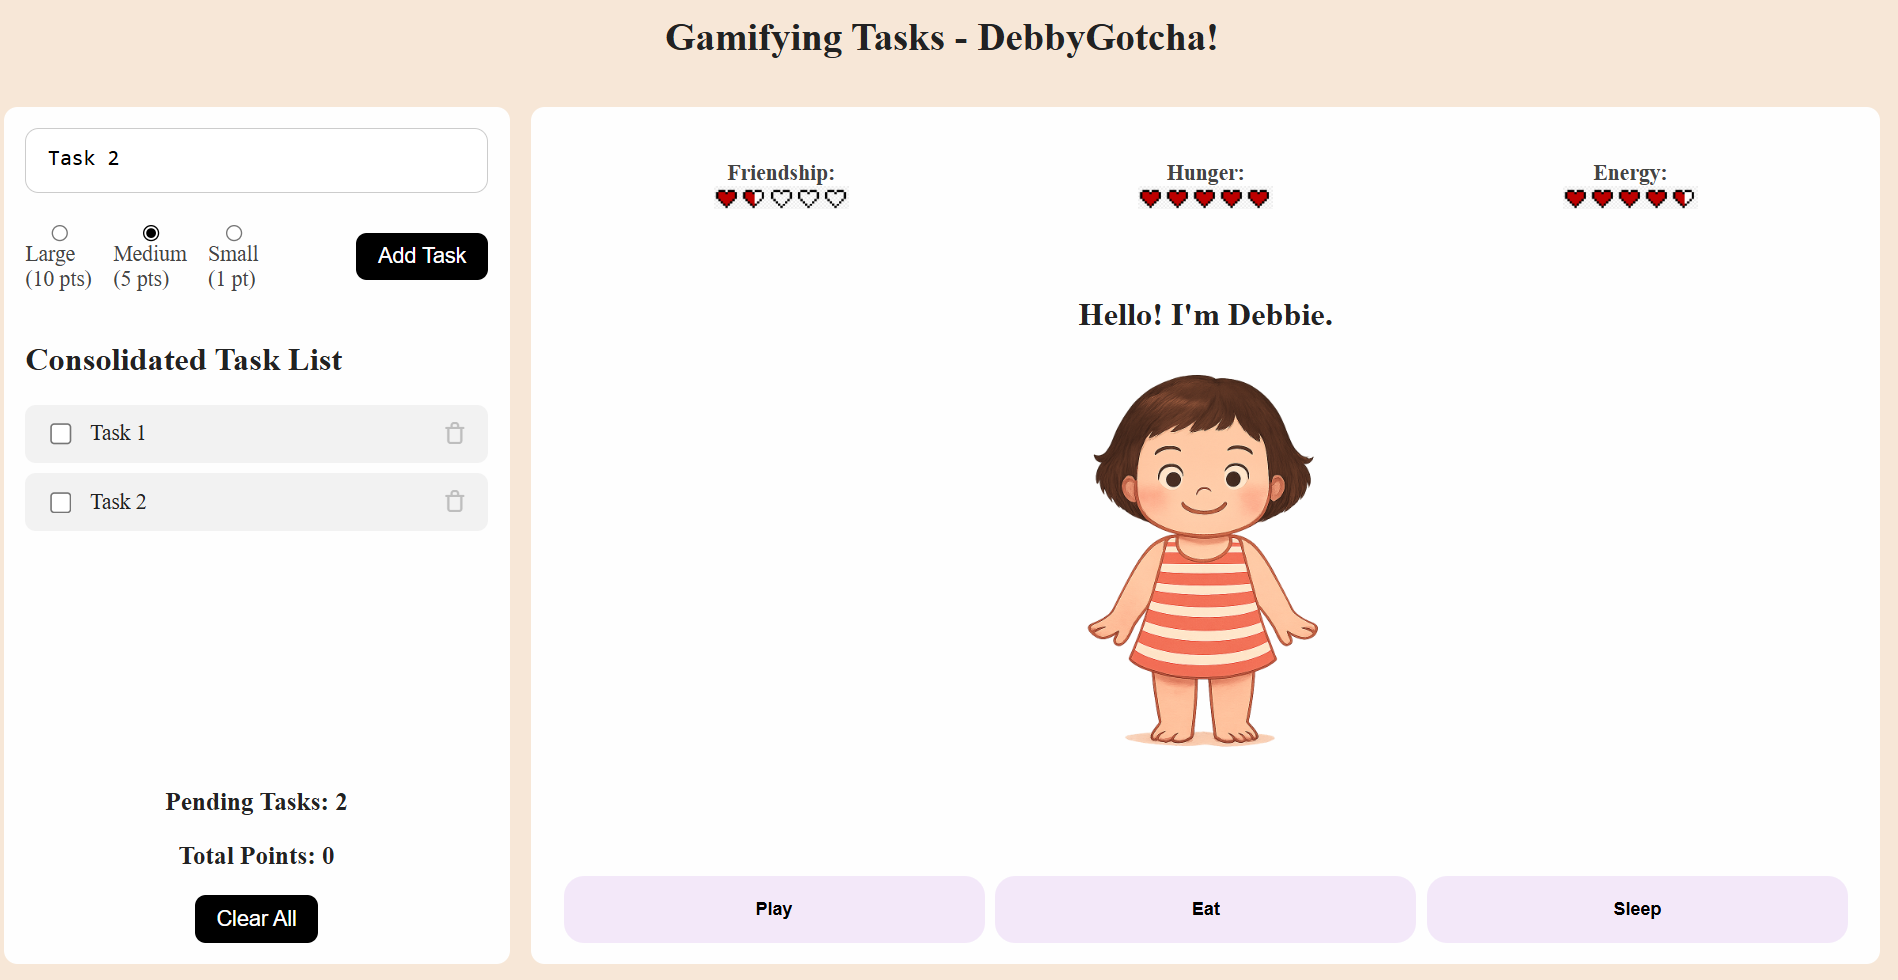 Gamifying Tasks - DebbyGotcha!
Task 2
Large
(10 pts)
Medium
(5 pts)
Small
(1 pt)
Add Task
Consolidated Task List
Task 1
Task 2
Pending Tasks: 2
Total Points: 0
Clear All
Friendship:
Hunger:
Energy:
Hello! I'm Debbie.
Play
Eat
Sleep